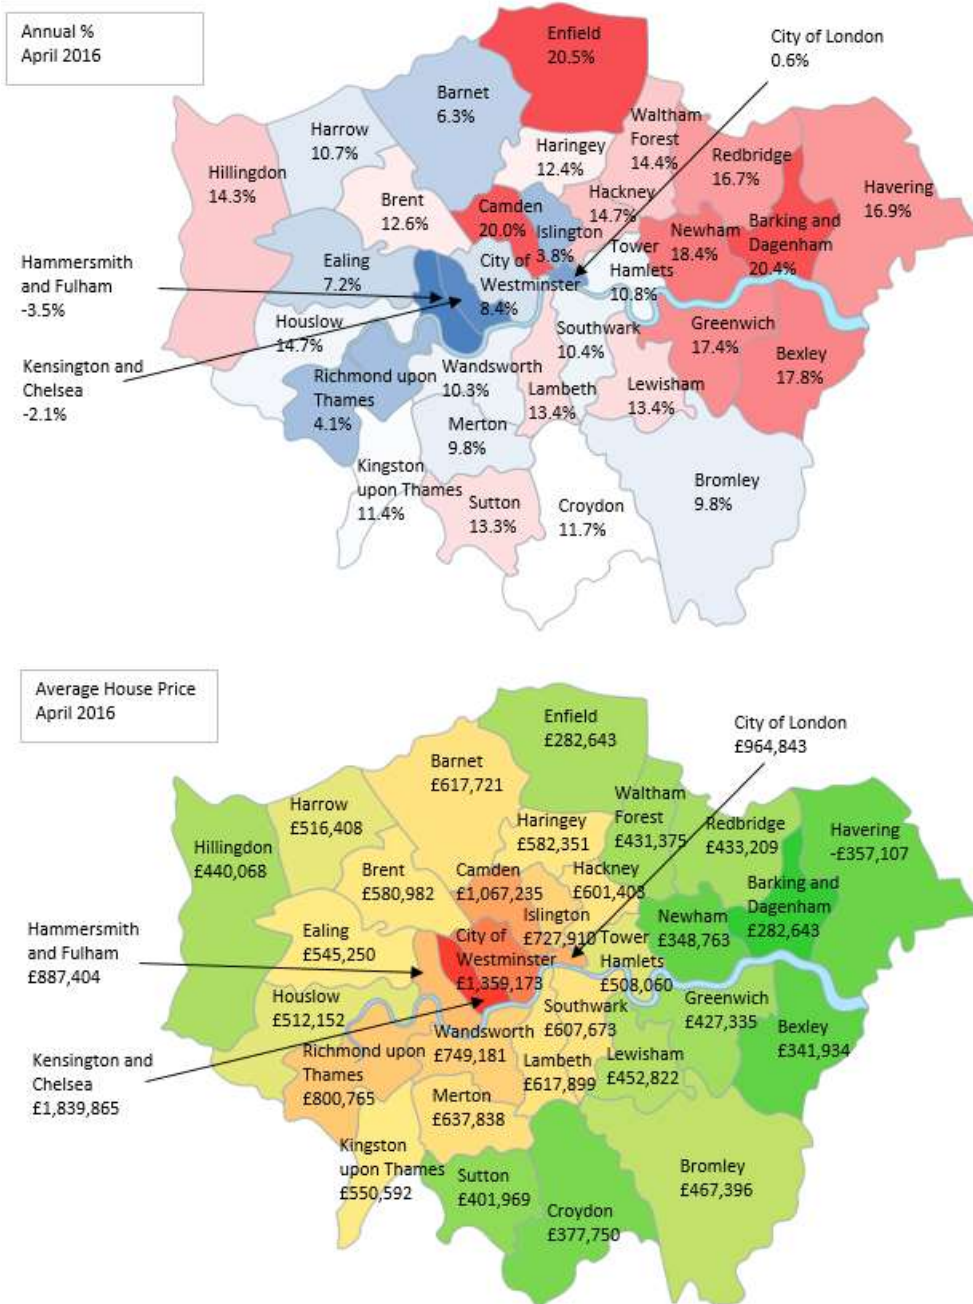 Annual %
April 2016
Enfield
20.5%
City of London
0.6%
Barnet
6.3%
Waltham
Forest
14.4%
Harrow
10.7%
Haringey
12.4%
Redbridge
16.7%
Hillingdon
14.3%
Havering
16.9%
Brent
12.6%
Camden
20.0%
Hackney
14.7%
Islington
3.8%
Newham
18.4%
Barking and
Dagenham
20.4%
Tower
Hamlets
10.8%
Hammersmith
and Fulham
-3.5%
Ealing
7.2%
City of
Westminster
8.4%
Houslow
14.7%
Southwark
10.4%
Greenwich
17.4%
Bexley
17.8%
Kensington and
Chelsea
-2.1%
Richmond upon
Thames
4.1%
Wandsworth
10.3%
Lambeth
13.4%
Lewisham
13.4%
Merton
9.8%
Kingston
upon Thames
11.4%
Sutton
13.3%
Croydon
11.7%
Bromley
9.8%
Average House Price
April 2016
Enfield
£282,643
City of London
£964,843
Barnet
£617,721
Harrow
£516,408
Waltham
Forest
£431,375
Haringey
£582,351
Redbridge
£433,209
Havering
-£357,107
Hillingdon
£440,068
Brent
£580,982
Camden
£1,067,235
Hackney
£601,403
Barking and
Dagenham
£282,643
Islington
£727,910
Newham
£348,763
Hammersmith
and Fulham
£887,404
Ealing
£545,250
City of
Westminster
£1,359,173
Tower
Hamlets
£508,060
Houslow
£512,152
Southwark
£607,673
Greenwich
£427,335
Bexley
£341,934
Kensington and
Chelsea
£1,839,865
Richmond upon
Thames
£800,765
Wandsworth
£749,181
Lambeth
£617,899
Lewisham
£452,822
Merton
£637,838
Kingston
upon Thames
£550,592
Sutton
£401,969
Croydon
£377,750
Bromley
£467,396